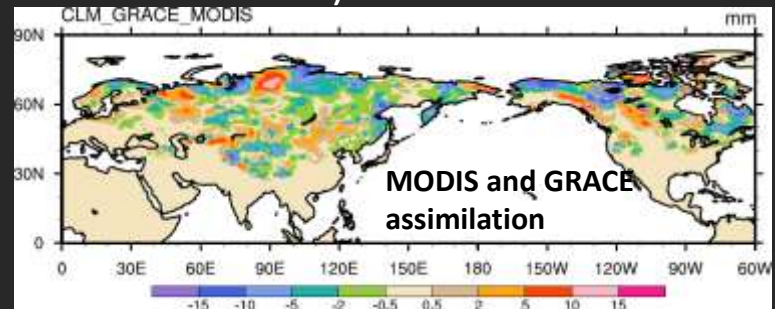 CLM_GRACE_MODIS mm
90N
60N
30N
0
MODIS and GRACE
assimilation
0 30E 60E 90E 120E 150E 180 150W 120W 90W 60W
-15 -10 -5 -2 -0.5 0.5 2 5 10 15